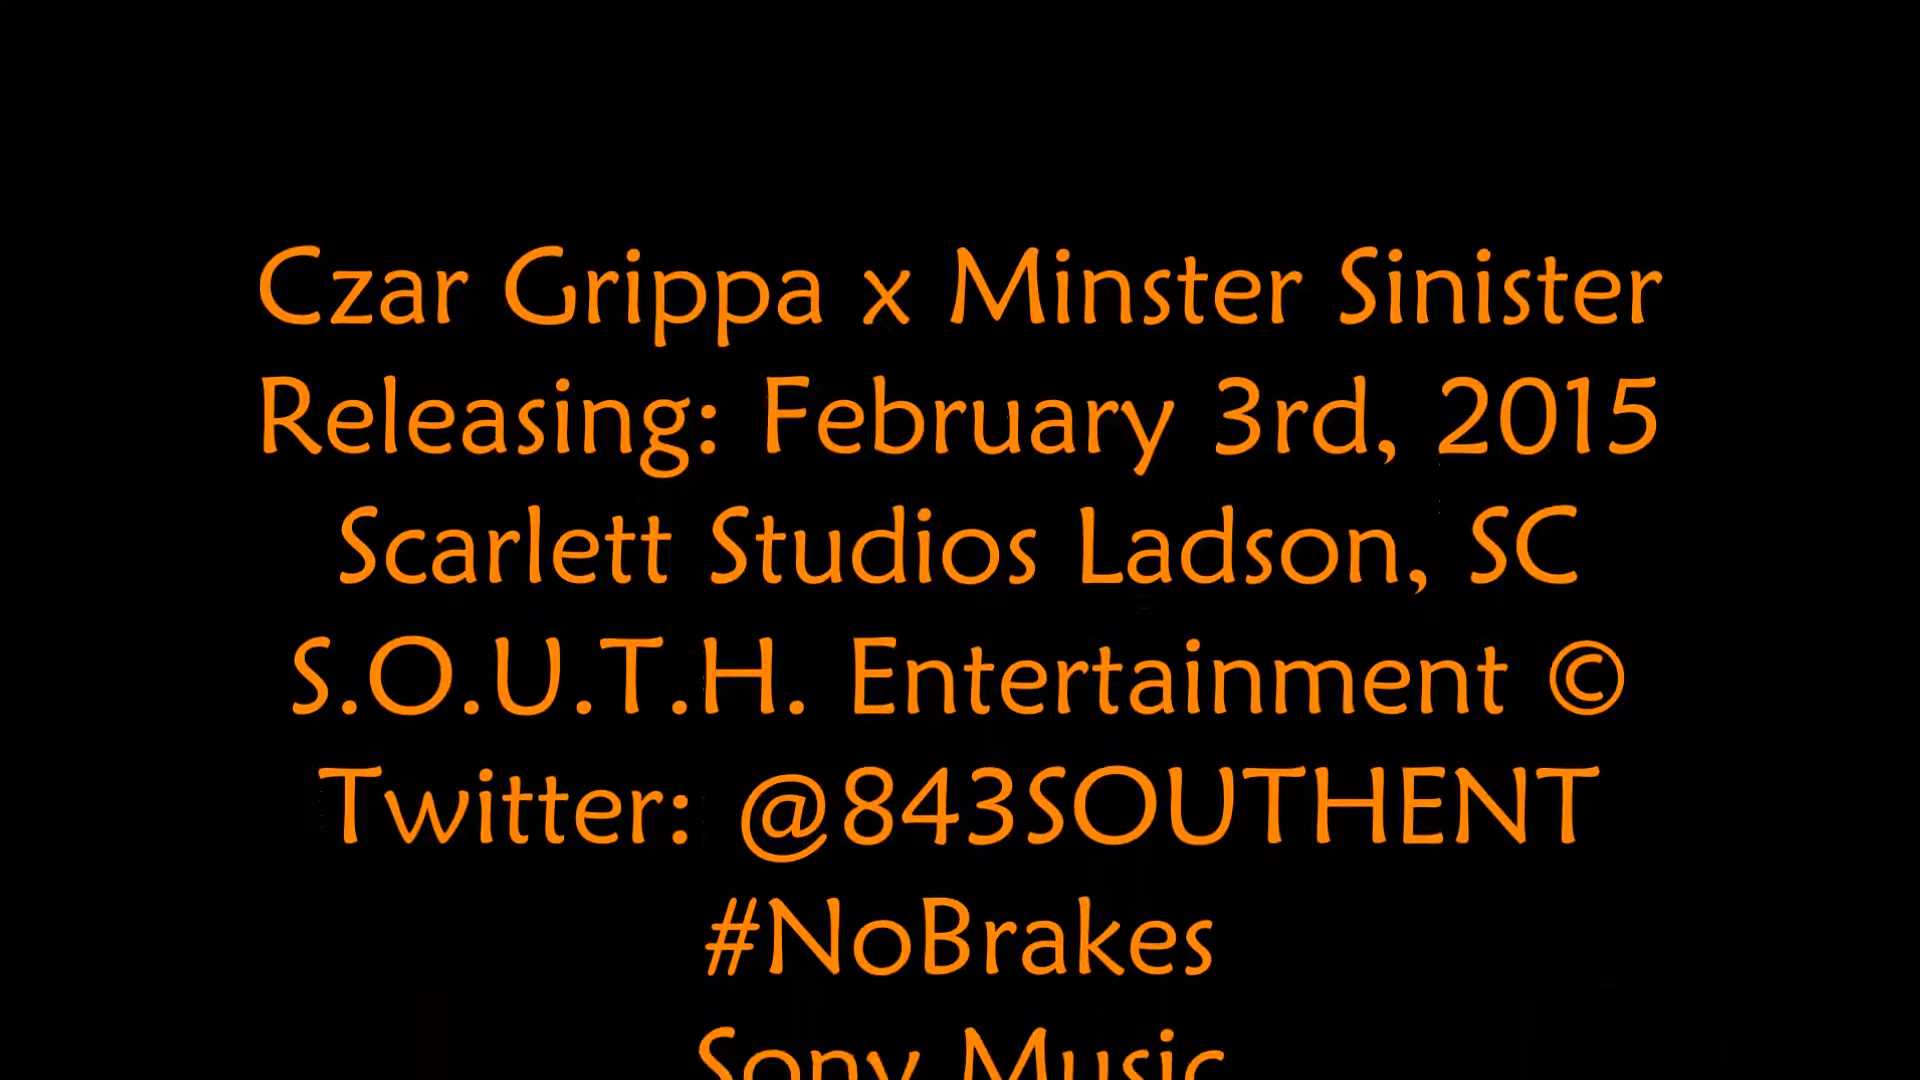 Czar Grippa x Minster Sinister
Releasing: February 3rd, 2015
Scarlett Studios Ladson, SC
S.O.U.T.H. Entertainment ©
Twitter: @843SOUTHENT
#NoBrakes
Sony Music